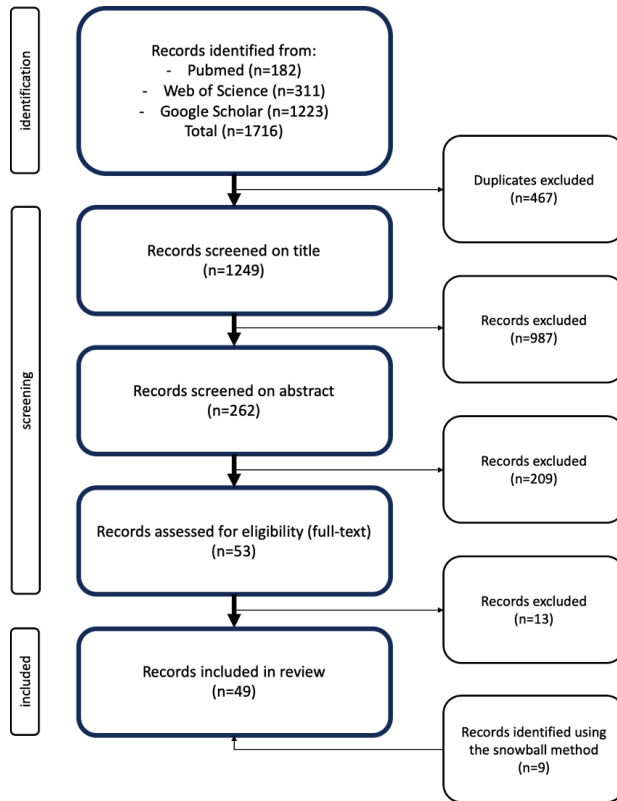 identification
Records identified from:
- Pubmed (n=182)
- Web of Science (n=311)
- Google Scholar (n=1223)
Total (n=1716)
Duplicates excluded
(n=467)
screening
Records screened on title
(n=1249)
Records excluded
(n=987)
Records screened on abstract
(n=262)
Records excluded
(n=209)
Records assessed for eligibility (full-text)
(n=53)
Records excluded
(n=13)
included
Records included in review
(n=49)
Records identified using
the snowball method
(n=9)